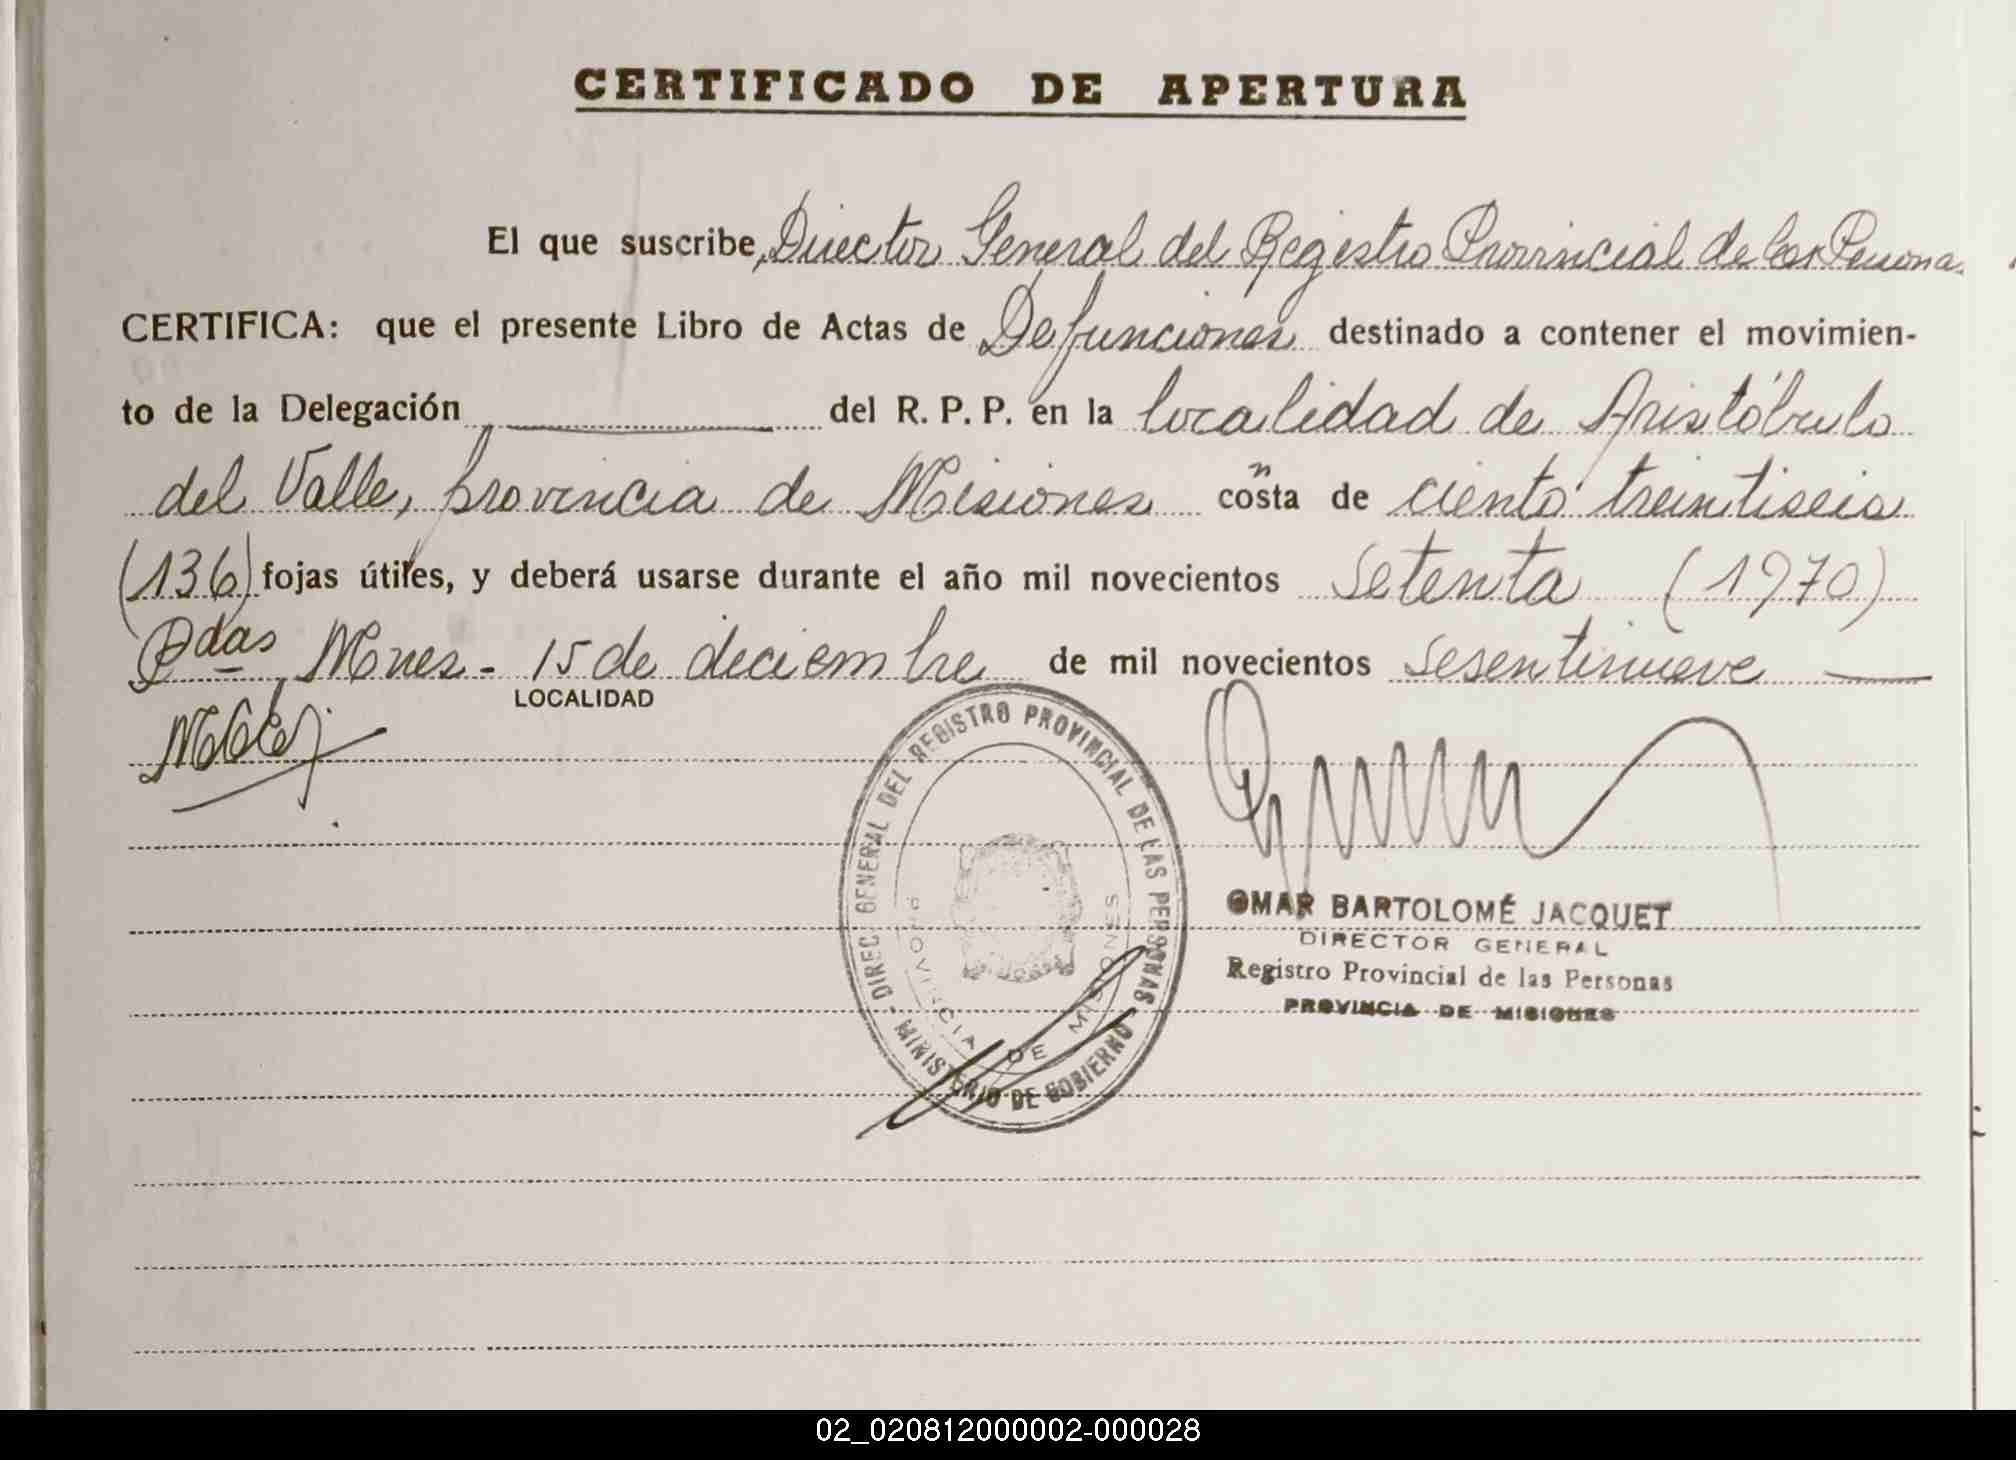 CERTIFICADO DE APERTURA
El que suscribe, Director General del Registro Provincial de las Persona
CERTIFICA: que el presente Libro de Actas de Defunciones destinado a contener el movimien-
to de la Delegación del R. P. P. en la localidad de Aristóbulo
del Valle, provincia de Misiones consta de ciento treintiseis
(136) fojas útiles, y deberá usarse durante el año mil novecientos Setenta (1970)
Pdas Mnes - 15 de diciembre de mil novecientos sesentinueve
LOCALIDAD
DIREC GENERAL DEL REGISTRO PROVINCIAL DE LAS PERSONAS - MINISTERIO DE GOBIERNO -
PROVINCIA DE MISIONES
OMAR BARTOLOMÉ JACQUET
DIRECTOR GENERAL
Registro Provincial de las Personas
PROVINCIA DE MISIONES
02_020812000002-000028